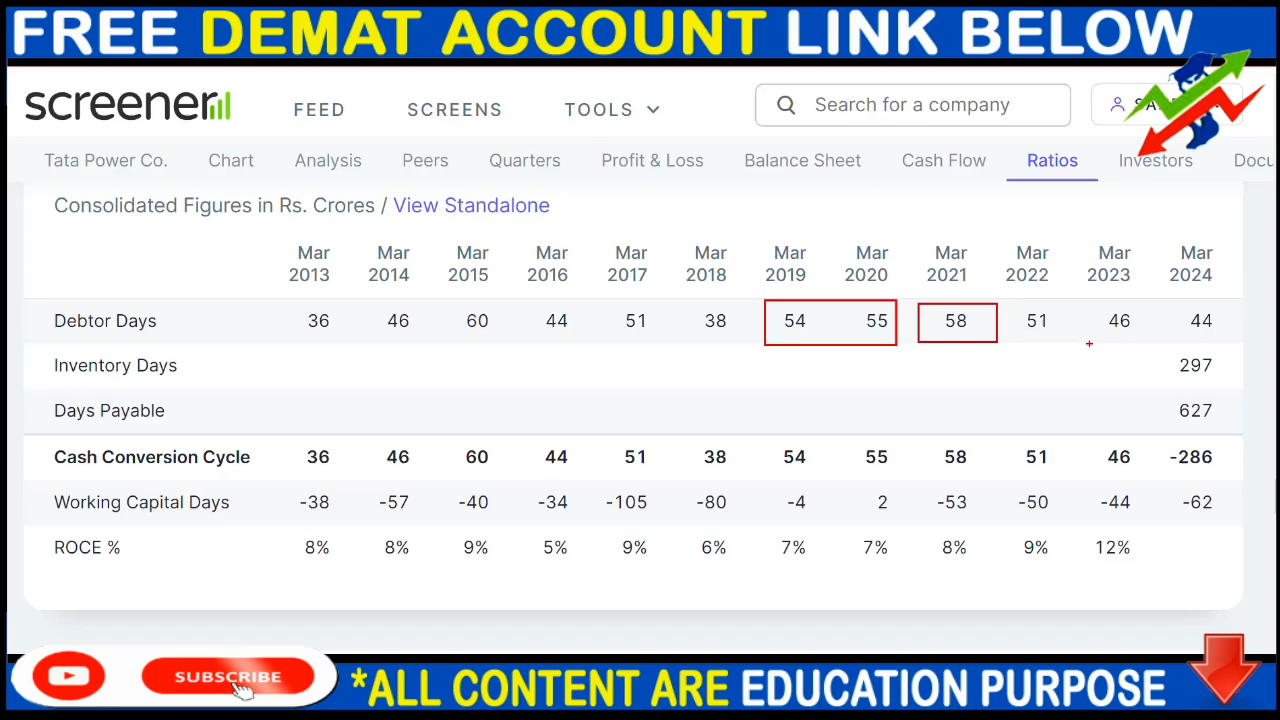 FREE DEMAT ACCOUNT LINK BELOW
screener FEED SCREENS TOOLS Search for a company
Tata Power Co. Chart Analysis Peers Quarters Profit & Loss Balance Sheet Cash Flow Ratios Investors Docu
Consolidated Figures in Rs. Crores / View Standalone
Mar Mar Mar Mar Mar Mar Mar Mar Mar Mar Mar Mar
2013 2014 2015 2016 2017 2018 2019 2020 2021 2022 2023 2024
Debtor Days 36 46 60 44 51 38 54 55 58 51 46 44
Inventory Days 297
Days Payable 627
Cash Conversion Cycle 36 46 60 44 51 38 54 55 58 51 46 -286
Working Capital Days -38 -57 -40 -34 -105 -80 -4 2 -53 -50 -44 -62
ROCE % 8% 8% 9% 5% 9% 6% 7% 7% 8% 9% 12%
SUBSCRIBE *ALL CONTENT ARE EDUCATION PURPOSE